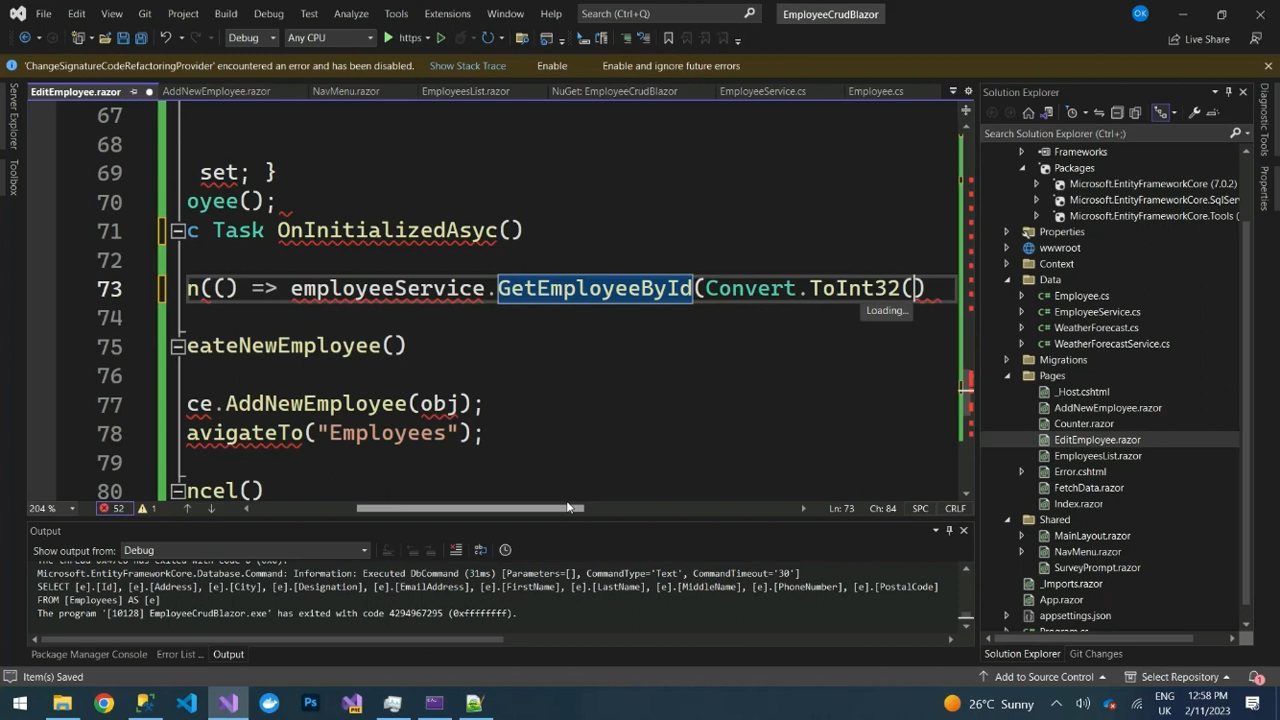 File Edit View Git Project Build Debug Test Analyze Tools Extensions Window Help Search (Ctrl+Q) EmployeeCrudBlazor OK
Debug Any CPU https Live Share
'ChangeSignatureCodeRefactoringProvider' encountered an error and has been disabled. Show Stack Trace Enable Enable and ignore future errors
EditEmployee.razor AddNewEmployee.razor NavMenu.razor EmployeesList.razor NuGet: EmployeeCrudBlazor EmployeeService.cs Employee.cs
Server Explorer
Toolbox
67
68
69 set; }
70 oyee();
71 c Task OnInitializedAsyc()
72
73 n(() => employeeService.GetEmployeeById(Convert.ToInt32()
Loading...
74
75 eateNewEmployee()
76
77 ce.AddNewEmployee(obj);
78 avigateTo("Employees");
79
80 ncel()
204 % 52 1 Ln: 73 Ch: 84 SPC CRLF
Output
Show output from: Debug
Microsoft.EntityFrameworkCore.Database.Command: Information: Executed DbCommand (31ms) [Parameters=[], CommandType='Text', CommandTimeout='30']
SELECT [e].[Id], [e].[Address], [e].[City], [e].[Designation], [e].[EmailAddress], [e].[FirstName], [e].[LastName], [e].[MiddleName], [e].[PhoneNumber], [e].[PostalCode]
FROM [Employees] AS [e]
The program '[10128] EmployeeCrudBlazor.exe' has exited with code 4294967295 (0xffffffff).
Package Manager Console Error List ... Output
Solution Explorer
Search Solution Explorer (Ctrl+;)
Frameworks
Packages
Microsoft.EntityFrameworkCore (7.0.2)
Microsoft.EntityFrameworkCore.SqlServ
Microsoft.EntityFrameworkCore.Tools (
Properties
wwwroot
Context
Data
Employee.cs
EmployeeService.cs
WeatherForecast.cs
WeatherForecastService.cs
Migrations
Pages
_Host.cshtml
AddNewEmployee.razor
Counter.razor
EditEmployee.razor
EmployeesList.razor
Error.cshtml
FetchData.razor
Index.razor
Shared
MainLayout.razor
NavMenu.razor
SurveyPrompt.razor
_Imports.razor
App.razor
appsettings.json
Solution Explorer Git Changes
Diagnostic Tools
Properties
Item(s) Saved Add to Source Control Select Repository 1
Ps 26°C Sunny ENG UK 12:58 PM 2/11/2023